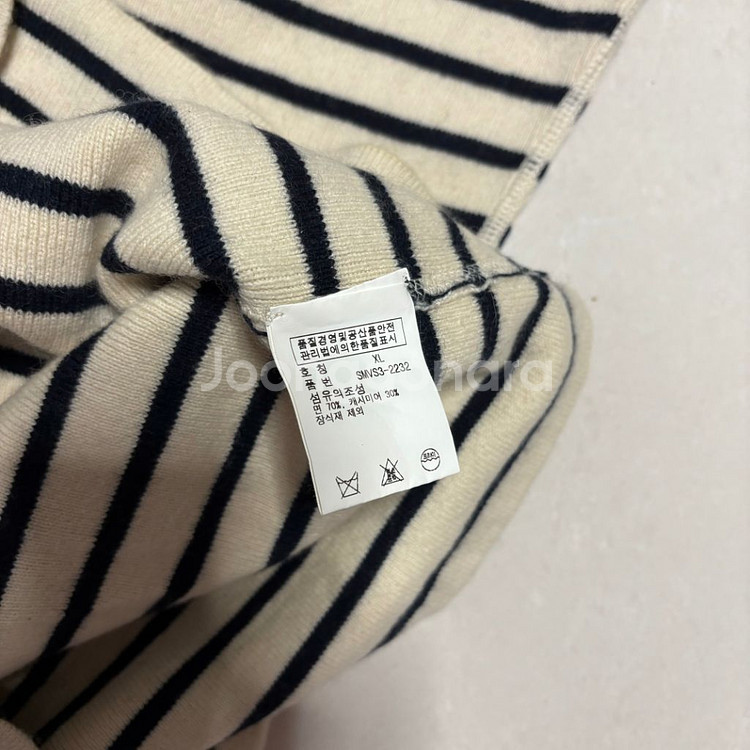 품질경영및공산품안전
관리법에의한품질표시
호 칭 XL
품 번 SMVS3-2232
섬유의조성
면 70%, 캐시미어 30%
장식재 제외